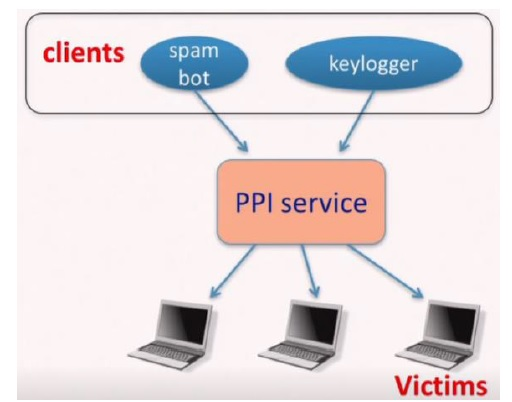 clients
spam
bot
keylogger
PPI service
Victims